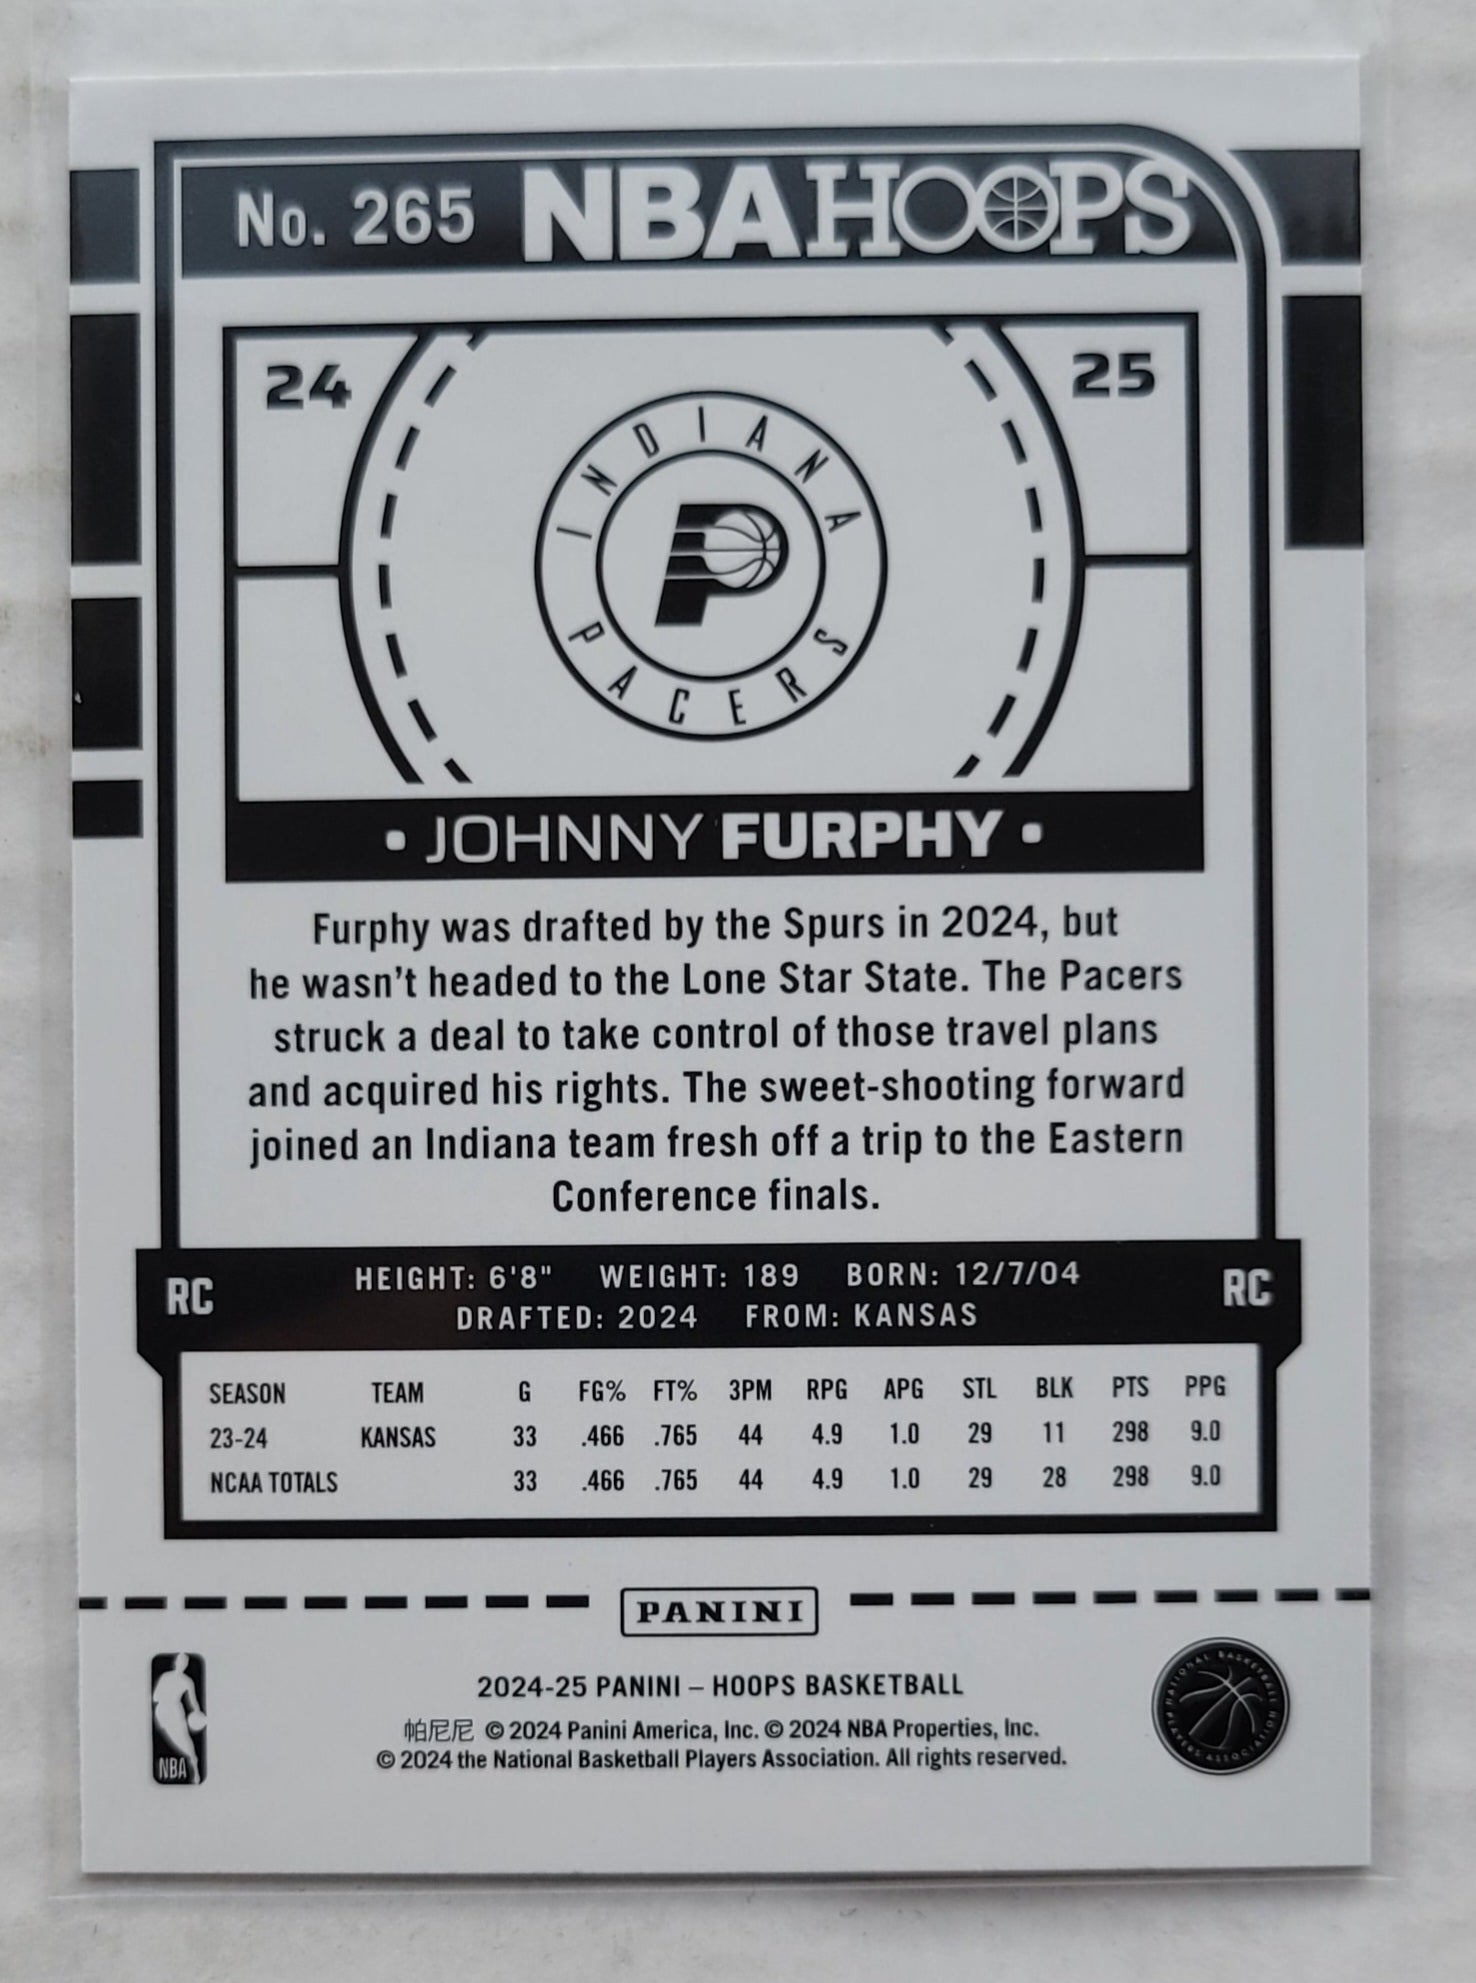 No. 265 NBA HOOPS
24 25
INDIANA
PACERS
• JOHNNY FURPHY •
Furphy was drafted by the Spurs in 2024, but
he wasn't headed to the Lone Star State. The Pacers
struck a deal to take control of those travel plans
and acquired his rights. The sweet-shooting forward
joined an Indiana team fresh off a trip to the Eastern
Conference finals.
RC HEIGHT: 6'8" WEIGHT: 189 BORN: 12/7/04 RC
DRAFTED: 2024 FROM: KANSAS
SEASON TEAM G FG% FT% 3PM RPG APG STL BLK PTS PPG
23-24 KANSAS 33 .466 .765 44 4.9 1.0 29 11 298 9.0
NCAA TOTALS 33 .466 .765 44 4.9 1.0 29 28 298 9.0
PANINI
2024-25 PANINI – HOOPS BASKETBALL
帕尼尼 © 2024 Panini America, Inc. © 2024 NBA Properties, Inc.
© 2024 the National Basketball Players Association. All rights reserved.
NBA
NATIONAL BASKETBALL
PLAYERS ASSOCIATION